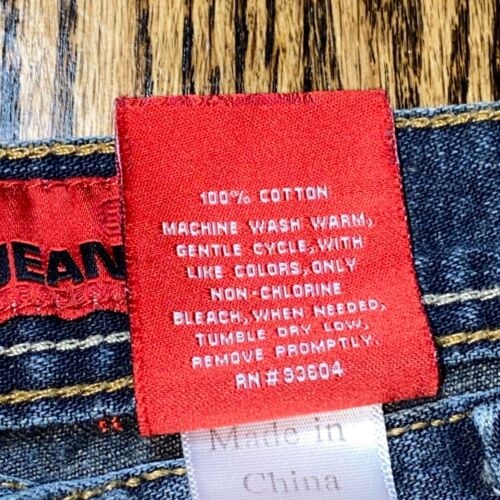 JEAN
100% COTTON
MACHINE WASH WARM,
GENTLE CYCLE, WITH
LIKE COLORS, ONLY
NON-CHLORINE
BLEACH, WHEN NEEDED,
TUMBLE DRY LOW,
REMOVE PROMPTLY.
RN # 93604
Made in
China